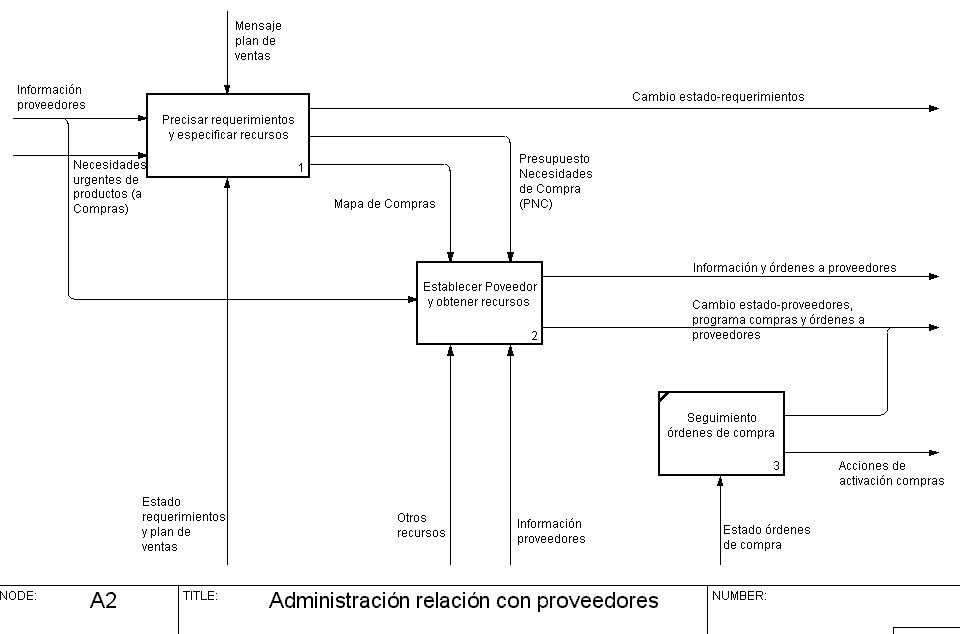 Mensaje
plan de
ventas
Información
proveedores
Cambio estado-requerimientos
Precisar requerimientos
y especificar recursos
1
Necesidades
urgentes de
productos (a
Compras)
Presupuesto
Necesidades
de Compra
(PNC)
Mapa de Compras
Información y órdenes a proveedores
Establecer Poveedor
y obtener recursos
2
Cambio estado-proveedores,
programa compras y órdenes a
proveedores
Seguimiento
órdenes de compra
3
Acciones de
activación compras
Estado
requerimientos
y plan de
ventas
Otros
recursos
Información
proveedores
Estado órdenes
de compra
NODE:
A2
TITLE:
Administración relación con proveedores
NUMBER: